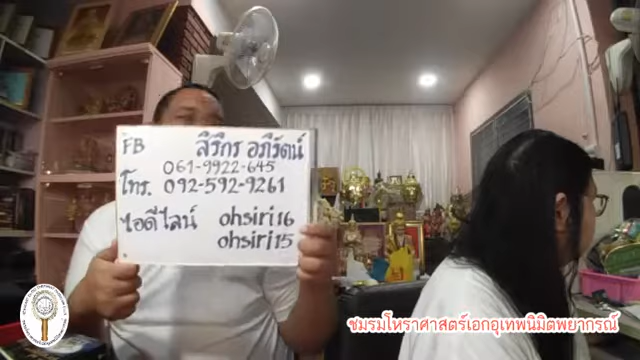 FB สิริกร อภิรัตน์
061-9922-645
โทร. 092-592-9261
ไอดีไลน์ ohsiri16
ohsiri15
ชมรมโหราศาสตร์เอกอุเทพนิมิตพยากรณ์